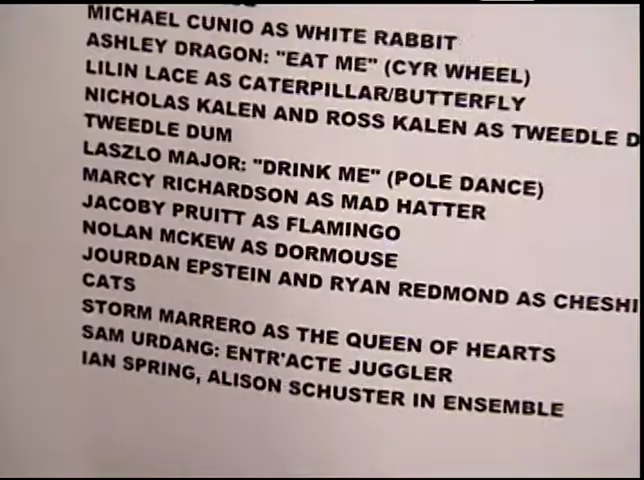 MICHAEL CUNIO AS WHITE RABBIT
ASHLEY DRAGON: "EAT ME" (CYR WHEEL)
LILIN LACE AS CATERPILLAR/BUTTERFLY
NICHOLAS KALEN AND ROSS KALEN AS TWEEDLE D
TWEEDLE DUM
LASZLO MAJOR: "DRINK ME" (POLE DANCE)
MARCY RICHARDSON AS MAD HATTER
JACOBY PRUITT AS FLAMINGO
NOLAN MCKEW AS DORMOUSE
JOURDAN EPSTEIN AND RYAN REDMOND AS CHESHI
CATS
STORM MARRERO AS THE QUEEN OF HEARTS
SAM URDANG: ENTR'ACTE JUGGLER
IAN SPRING, ALISON SCHUSTER IN ENSEMBLE